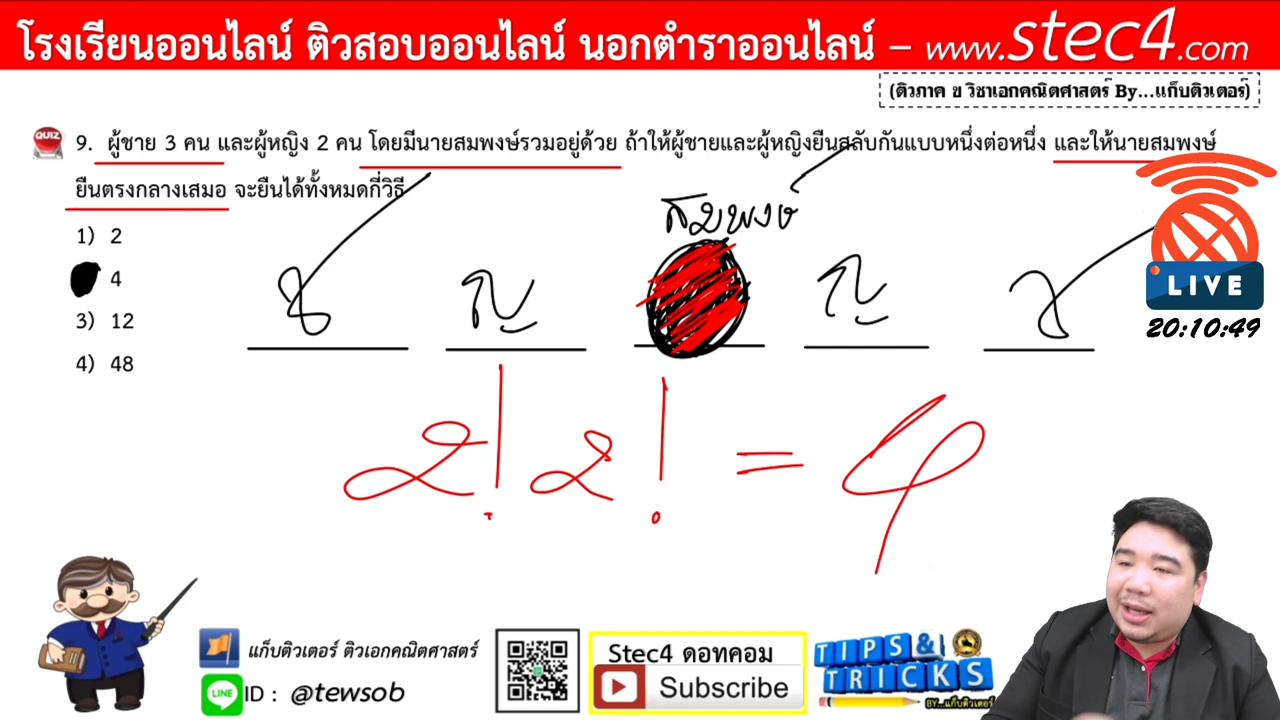 โรงเรียนออนไลน์ ติวสอบออนไลน์ นอกตำราออนไลน์ – www.stec4.com
(ติวภาค ข วิชาเอกคณิตศาสตร์ By...แก็บติวเตอร์)
QUIZ
9. ผู้ชาย 3 คน และผู้หญิง 2 คน โดยมีนายสมพงษ์รวมอยู่ด้วย ถ้าให้ผู้ชายและผู้หญิงยืนสลับกันแบบหนึ่งต่อหนึ่ง และให้นายสมพงษ์
ยืนตรงกลางเสมอ จะยืนได้ทั้งหมดกี่วิธี
1) 2
4
3) 12
4) 48
สมพงษ์
ช ญ ญ ช
2! 2! = 4
LIVE
20:10:49
แก็บติวเตอร์ ติวเอกคณิตศาสตร์
LINE ID : @tewsob
Stec4 ดอทคอม
Subscribe
TIPS &
TRICKS
BY...แก็บติวเตอร์